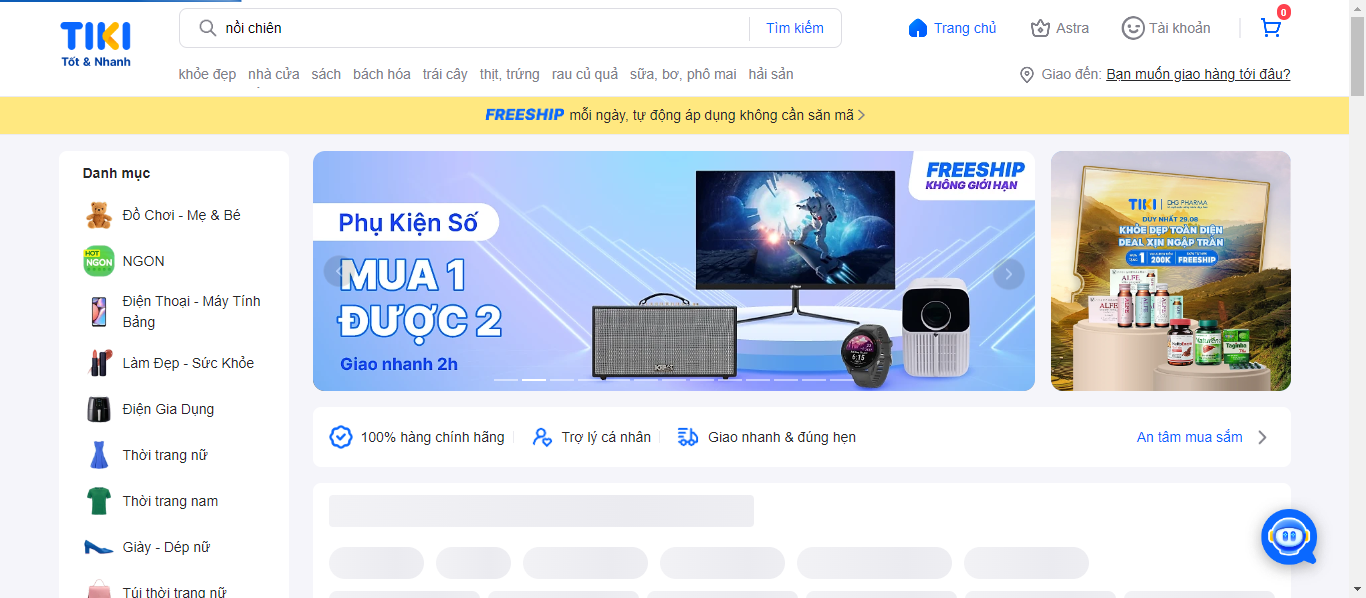 TIKI
Tốt & Nhanh
nồi chiên
Tìm kiếm
Trang chủ
Astra
Tài khoản
0
khỏe đẹp nhà cửa sách bách hóa trái cây thịt, trứng rau củ quả sữa, bơ, phô mai hải sản
Giao đến: Bạn muốn giao hàng tới đâu?
FREESHIP mỗi ngày, tự động áp dụng không cần săn mã
Danh mục
Đồ Chơi - Mẹ & Bé
HOT
NGON
NGON
Điện Thoại - Máy Tính
Bảng
Làm Đẹp - Sức Khỏe
Điện Gia Dụng
Thời trang nữ
Thời trang nam
Giày - Dép nữ
Túi thời trang nữ
FREESHIP
KHÔNG GIỚI HẠN
Phụ Kiện Số
MUA 1
ĐƯỢC 2
Giao nhanh 2h
TIKI DHG PHARMA
DUY NHẤT 29.08
KHỎE ĐẸP TOÀN DIỆN
DEAL XỊN NGẬP TRÀN
1 200K FREESHIP
100% hàng chính hãng
Trợ lý cá nhân
Giao nhanh & đúng hẹn
An tâm mua sắm